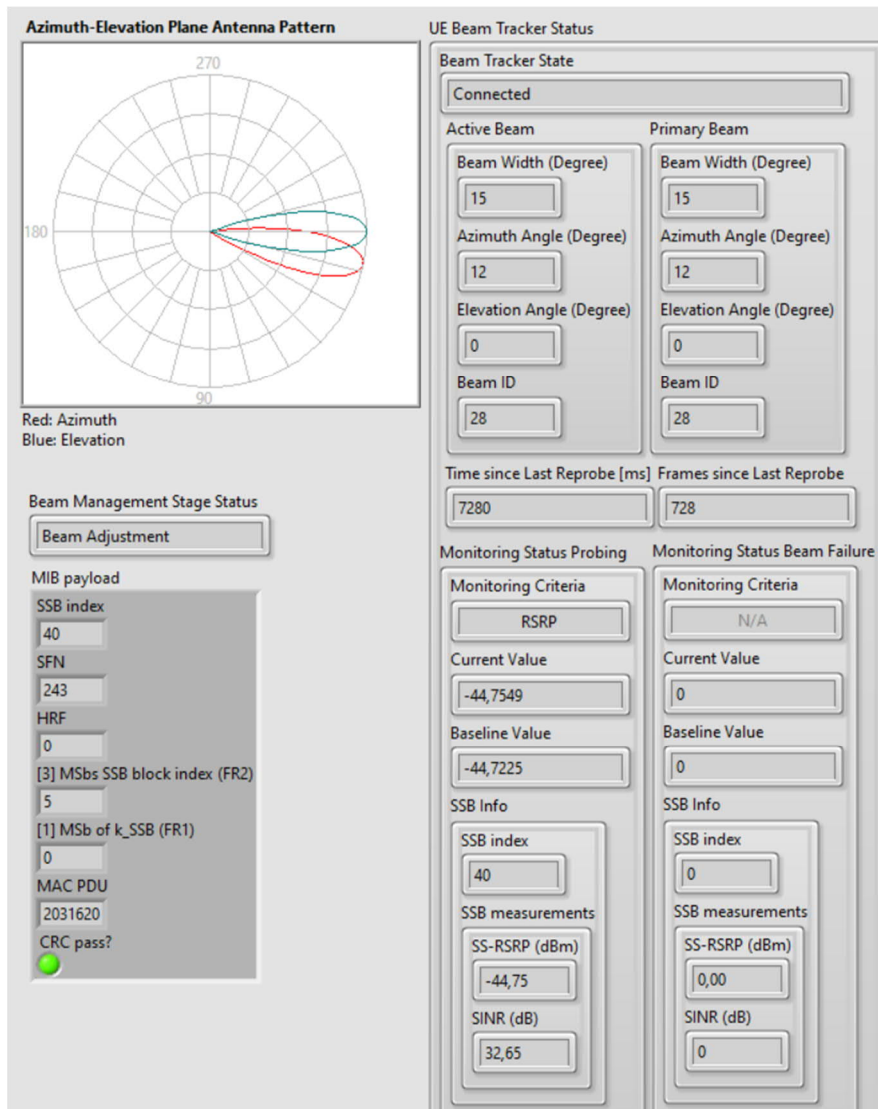 Azimuth-Elevation Plane Antenna Pattern
270
180
90
Red: Azimuth
Blue: Elevation
Beam Management Stage Status
Beam Adjustment
MIB payload
SSB index
40
SFN
243
HRF
0
[3] MSbs SSB block index (FR2)
5
[1] MSb of k_SSB (FR1)
0
MAC PDU
2031620
CRC pass?
UE Beam Tracker Status
Beam Tracker State
Connected
Active Beam
Beam Width (Degree)
15
Azimuth Angle (Degree)
12
Elevation Angle (Degree)
0
Beam ID
28
Primary Beam
Beam Width (Degree)
15
Azimuth Angle (Degree)
12
Elevation Angle (Degree)
0
Beam ID
28
Time since Last Reprobe [ms]
7280
Frames since Last Reprobe
728
Monitoring Status Probing
Monitoring Criteria
RSRP
Current Value
-44,7549
Baseline Value
-44,7225
SSB Info
SSB index
40
SSB measurements
SS-RSRP (dBm)
-44,75
SINR (dB)
32,65
Monitoring Status Beam Failure
Monitoring Criteria
N/A
Current Value
0
Baseline Value
0
SSB Info
SSB index
0
SSB measurements
SS-RSRP (dBm)
0,00
SINR (dB)
0